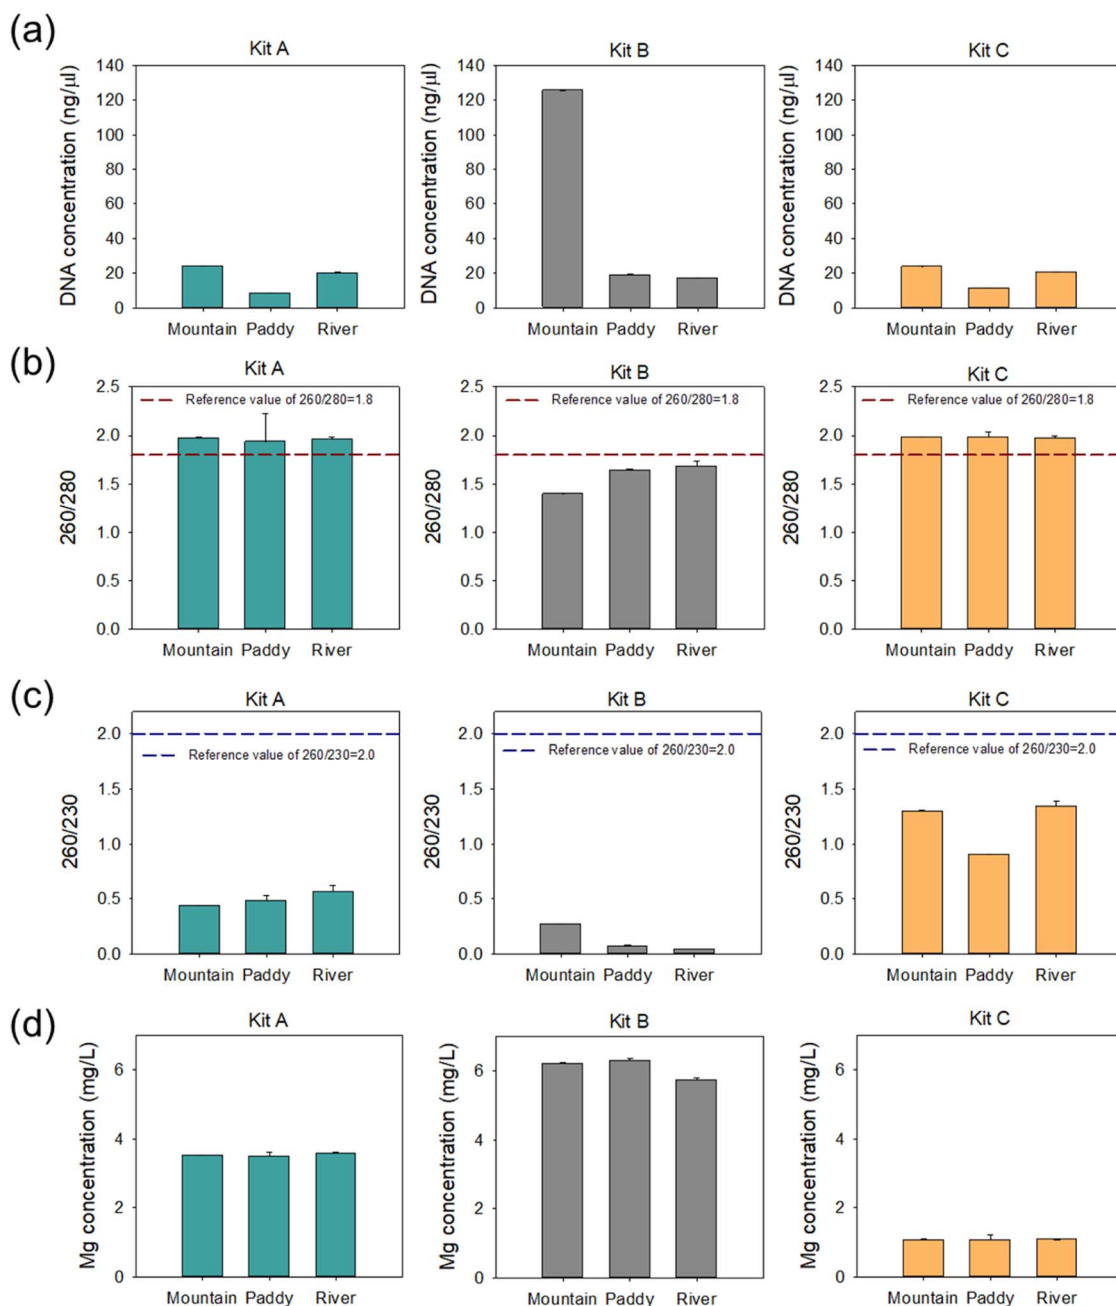 (a)
Kit A
Kit B
Kit C
DNA concentration (ng/μl)
140
120
100
80
60
40
20
0
Mountain Paddy River
DNA concentration (ng/μl)
140
120
100
80
60
40
20
0
Mountain Paddy River
DNA concentration (ng/μl)
140
120
100
80
60
40
20
0
Mountain Paddy River
(b)
Kit A
Kit B
Kit C
260/280
2.5
2.0
1.5
1.0
0.5
0.0
Reference value of 260/280=1.8
Mountain Paddy River
260/280
2.5
2.0
1.5
1.0
0.5
0.0
Reference value of 260/280=1.8
Mountain Paddy River
260/280
2.5
2.0
1.5
1.0
0.5
0.0
Reference value of 260/280=1.8
Mountain Paddy River
(c)
Kit A
Kit B
Kit C
260/230
2.0
1.5
1.0
0.5
0.0
Reference value of 260/230=2.0
Mountain Paddy River
260/230
2.0
1.5
1.0
0.5
0.0
Reference value of 260/230=2.0
Mountain Paddy River
260/230
2.0
1.5
1.0
0.5
0.0
Reference value of 260/230=2.0
Mountain Paddy River
(d)
Kit A
Kit B
Kit C
Mg concentration (mg/L)
6
4
2
0
Mountain Paddy River
Mg concentration (mg/L)
6
4
2
0
Mountain Paddy River
Mg concentration (mg/L)
6
4
2
0
Mountain Paddy River